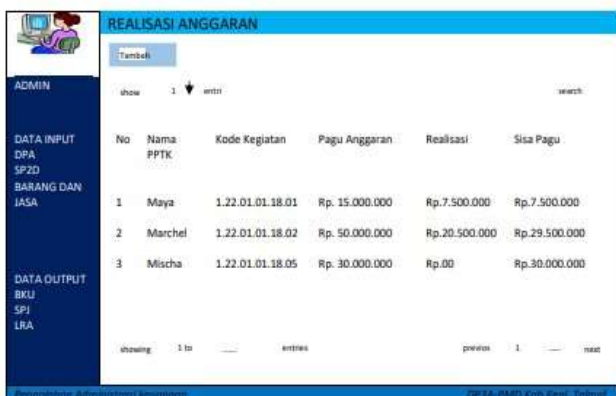 REALISASI ANGGARAN
Tambah
ADMIN
show 1 entri search
DATA INPUT
DPA
SP2D
BARANG DAN
JASA
DATA OUTPUT
BKU
SPJ
LRA
No Nama PPTK Kode Kegiatan Pagu Anggaran Realisasi Sisa Pagu
1 Maya 1.22.01.01.18.01 Rp. 15.000.000 Rp.7.500.000 Rp.7.500.000
2 Marchel 1.22.01.01.18.02 Rp. 50.000.000 Rp.20.500.000 Rp.29.500.000
3 Mischa 1.22.01.01.18.05 Rp. 30.000.000 Rp.00 Rp.30.000.000
showing 1 to ___ entries previos 1 __ next
Pengolahan Administrasi keuangan